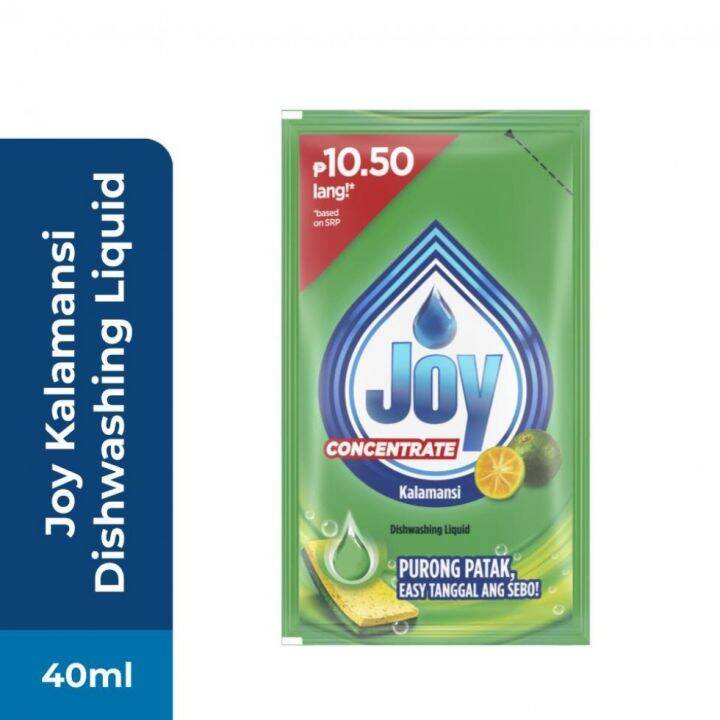 Joy Kalamansi
Dishwashing Liquid
40ml
₱10.50
lang!*
*based
on SRP
Joy
CONCENTRATE
Kalamansi
Dishwashing Liquid
PURONG PATAK,
EASY TANGGAL ANG SEBO!